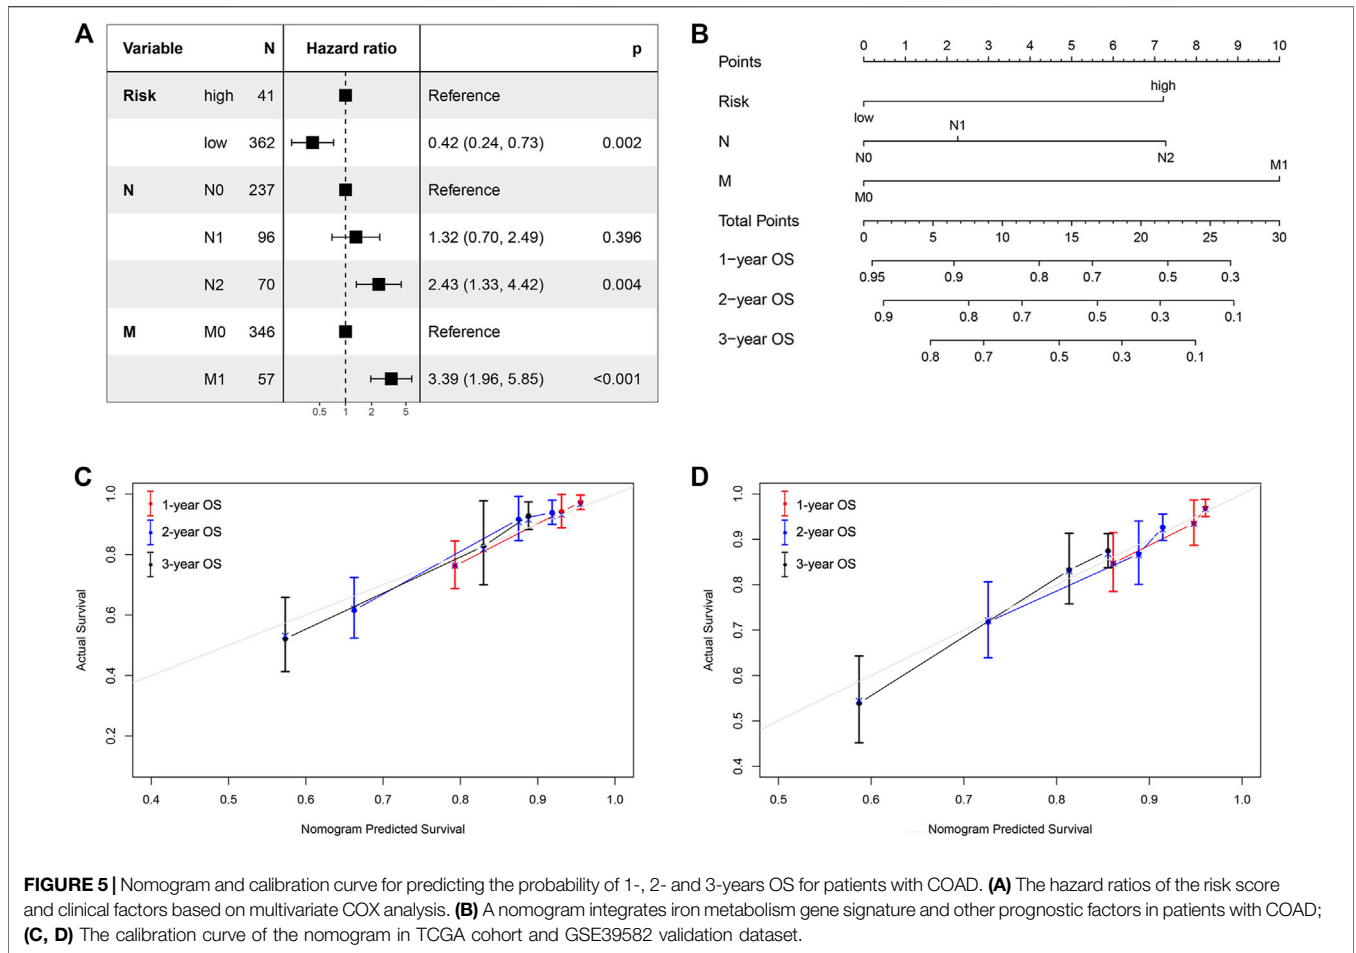 A
Variable N Hazard ratio p
Risk high 41 Reference
low 362 0.42 (0.24, 0.73) 0.002
N N0 237 Reference
N1 96 1.32 (0.70, 2.49) 0.396
N2 70 2.43 (1.33, 4.42) 0.004
M M0 346 Reference
M1 57 3.39 (1.96, 5.85) <0.001
0.5 1 2 5
B
0 1 2 3 4 5 6 7 8 9 10
Points
high
Risk
low
N1
N
N0 N2
M1
M
M0
Total Points
0 5 10 15 20 25 30
1−year OS
0.95 0.9 0.8 0.7 0.5 0.3
2−year OS
0.9 0.8 0.7 0.5 0.3 0.1
3−year OS
0.8 0.7 0.5 0.3 0.1
C
1-year OS
2-year OS
3-year OS
Actual Survival
1.0
0.8
0.6
0.4
0.2
0.4 0.5 0.6 0.7 0.8 0.9 1.0
Nomogram Predicted Survival
D
1-year OS
2-year OS
3-year OS
Actual Survival
1.0
0.9
0.8
0.7
0.6
0.5
0.4
0.5 0.6 0.7 0.8 0.9 1.0
Nomogram Predicted Survival
FIGURE 5 | Nomogram and calibration curve for predicting the probability of 1-, 2- and 3-years OS for patients with COAD. (A) The hazard ratios of the risk score
and clinical factors based on multivariate COX analysis. (B) A nomogram integrates iron metabolism gene signature and other prognostic factors in patients with COAD;
(C, D) The calibration curve of the nomogram in TCGA cohort and GSE39582 validation dataset.